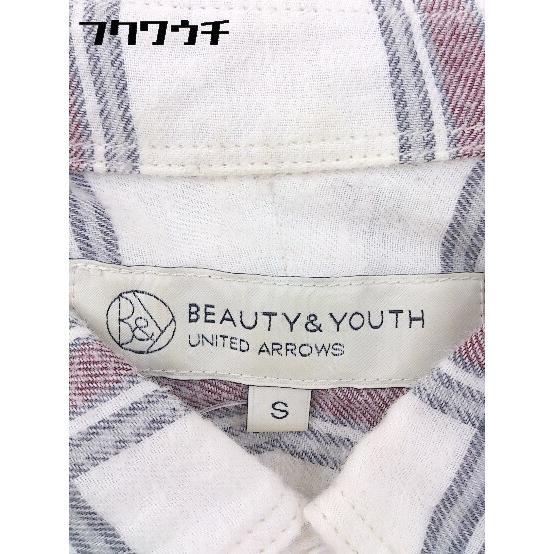 フクワウチ
B&Y
BEAUTY & YOUTH
UNITED ARROWS
S